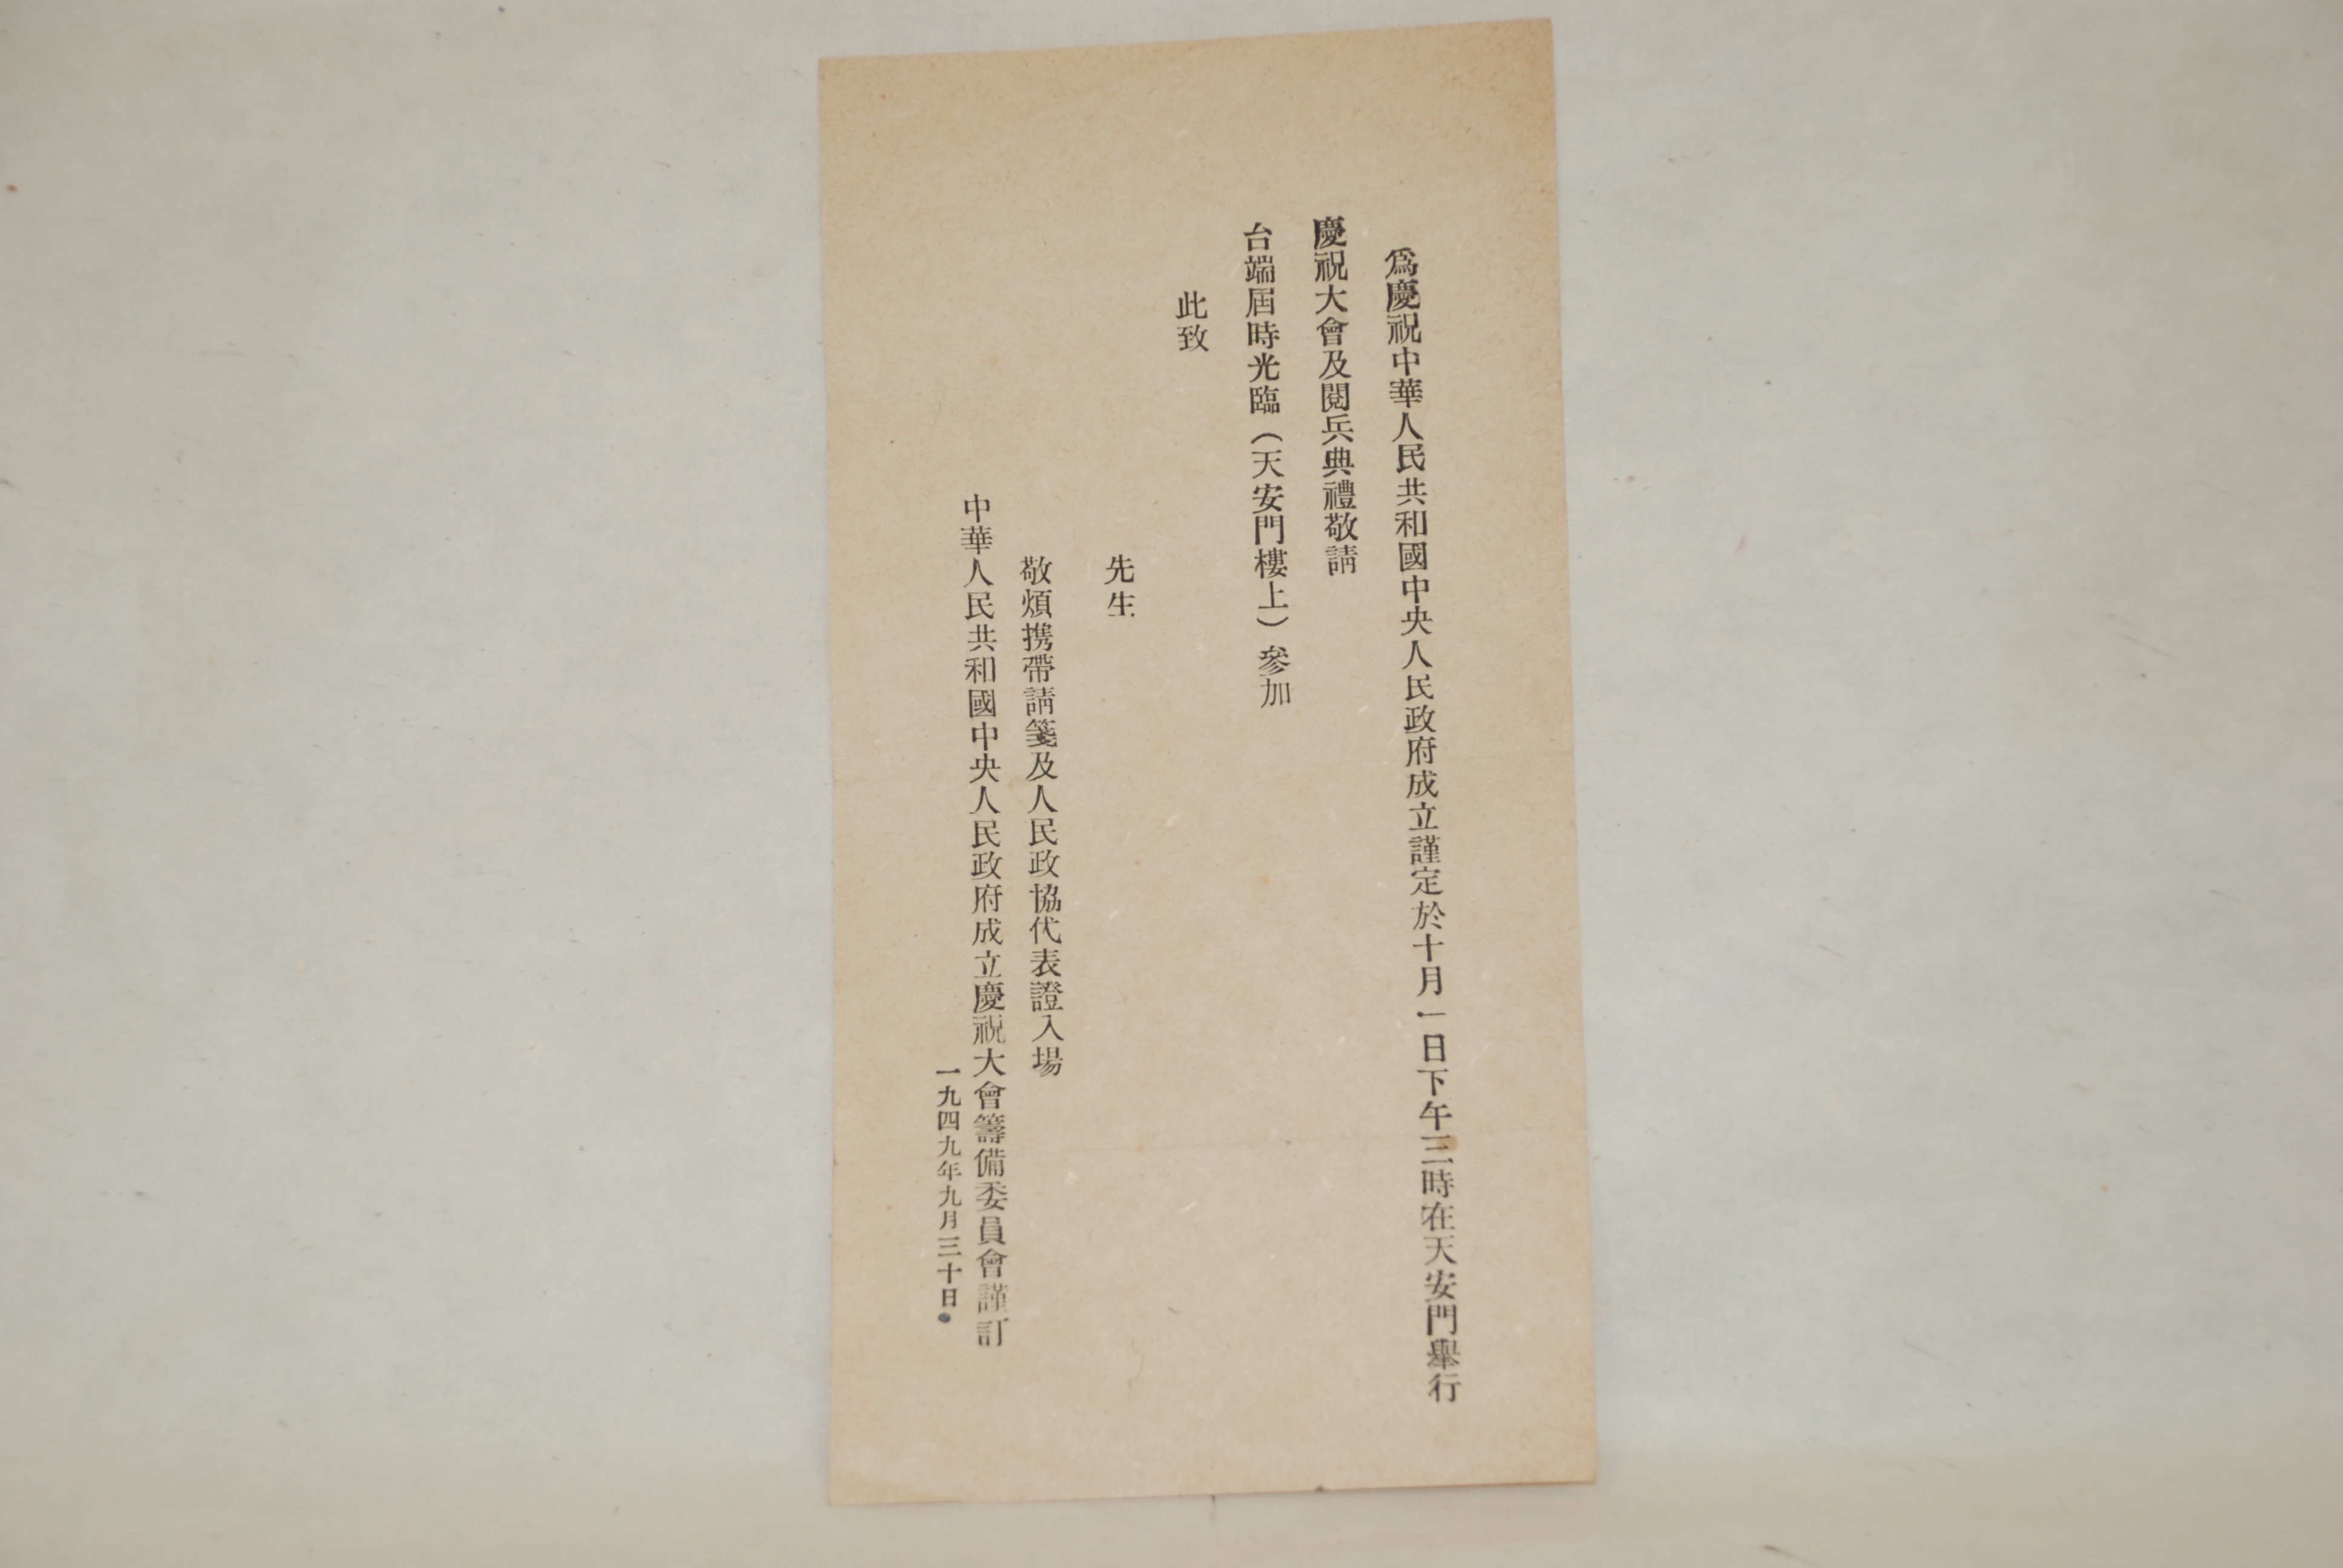 爲慶祝中華人民共和國中央人民政府成立謹定於十月一日下午三時在天安門舉行
慶祝大會及閱兵典禮敬請
台端屆時光臨（天安門樓上）參加
此致
先生
敬煩携帶請箋及人民政協代表證入場
中華人民共和國中央人民政府成立慶祝大會籌備委員會謹訂
一九四九年九月三十日